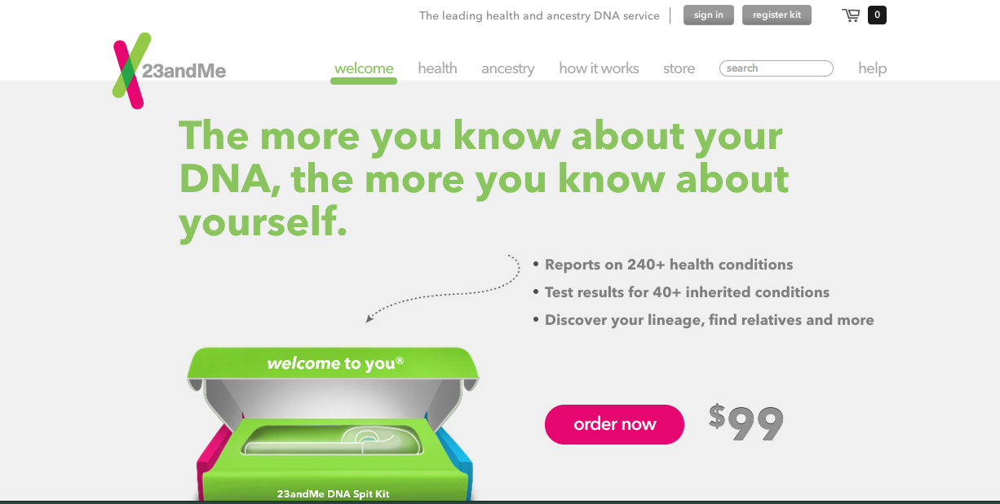 The leading health and ancestry DNA service
sign in
register kit
0
23andMe
welcome
health
ancestry
how it works
store
search
help
The more you know about your
DNA, the more you know about
yourself.
• Reports on 240+ health conditions
• Test results for 40+ inherited conditions
• Discover your lineage, find relatives and more
welcome to you®
order now
$99
23andMe DNA Spit Kit